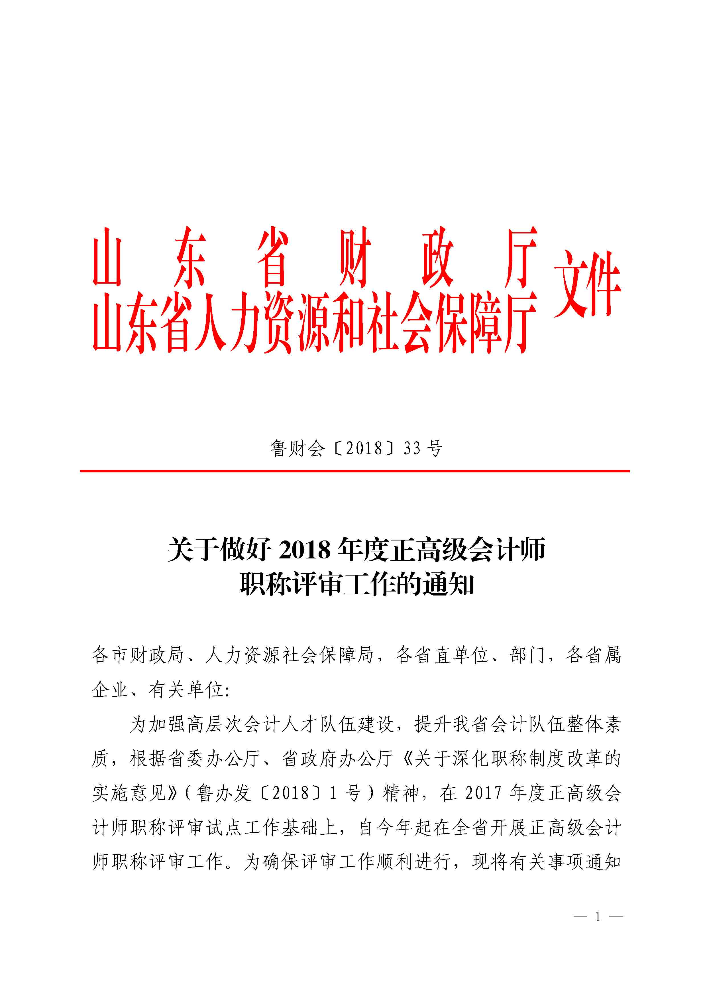 山东省财政厅
山东省人力资源和社会保障厅
文件
鲁财会〔2018〕33 号
关于做好 2018 年度正高级会计师
职称评审工作的通知
各市财政局、人力资源社会保障局，各省直单位、部门，各省属
企业、有关单位:
为加强高层次会计人才队伍建设，提升我省会计队伍整体素
质，根据省委办公厅、省政府办公厅《关于深化职称制度改革的
实施意见》（鲁办发〔2018〕1 号）精神，在 2017 年度正高级会
计师职称评审试点工作基础上，自今年起在全省开展正高级会计
师职称评审工作。为确保评审工作顺利进行，现将有关事项通知
— 1 —